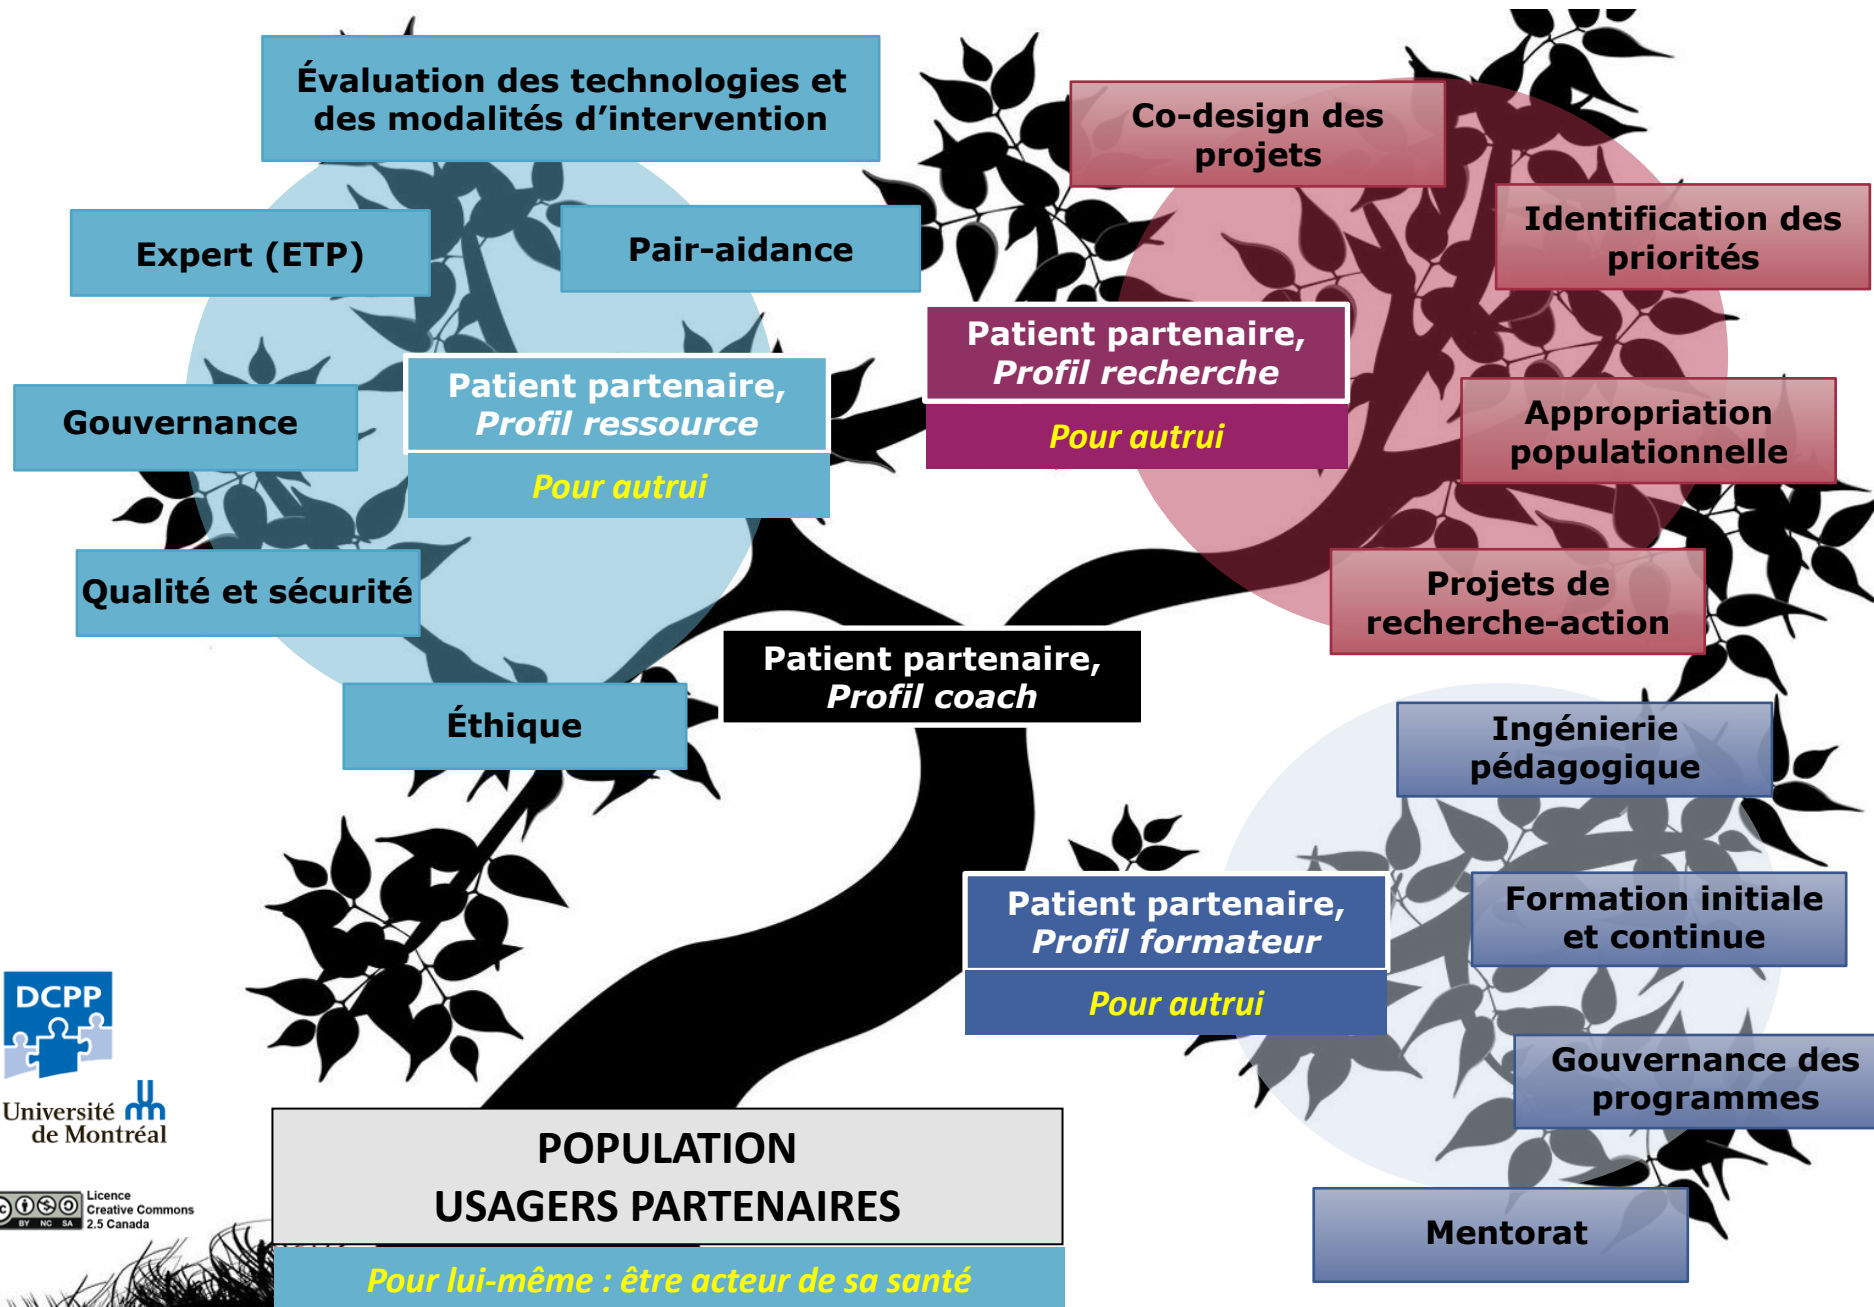 Évaluation des technologies et
des modalités d’intervention
Expert (ETP)
Pair-aidance
Gouvernance
Patient partenaire,
Profil ressource
Pour autrui
Qualité et sécurité
Éthique
Co-design des
projets
Identification des
priorités
Patient partenaire,
Profil recherche
Pour autrui
Appropriation
populationnelle
Projets de
recherche-action
Patient partenaire,
Profil coach
Ingénierie
pédagogique
Patient partenaire,
Profil formateur
Pour autrui
Formation initiale
et continue
Gouvernance des
programmes
Mentorat
DCPP
Université
de Montréal
Licence
Creative Commons
2.5 Canada
BY NC SA
POPULATION
USAGERS PARTENAIRES
Pour lui-même : être acteur de sa santé